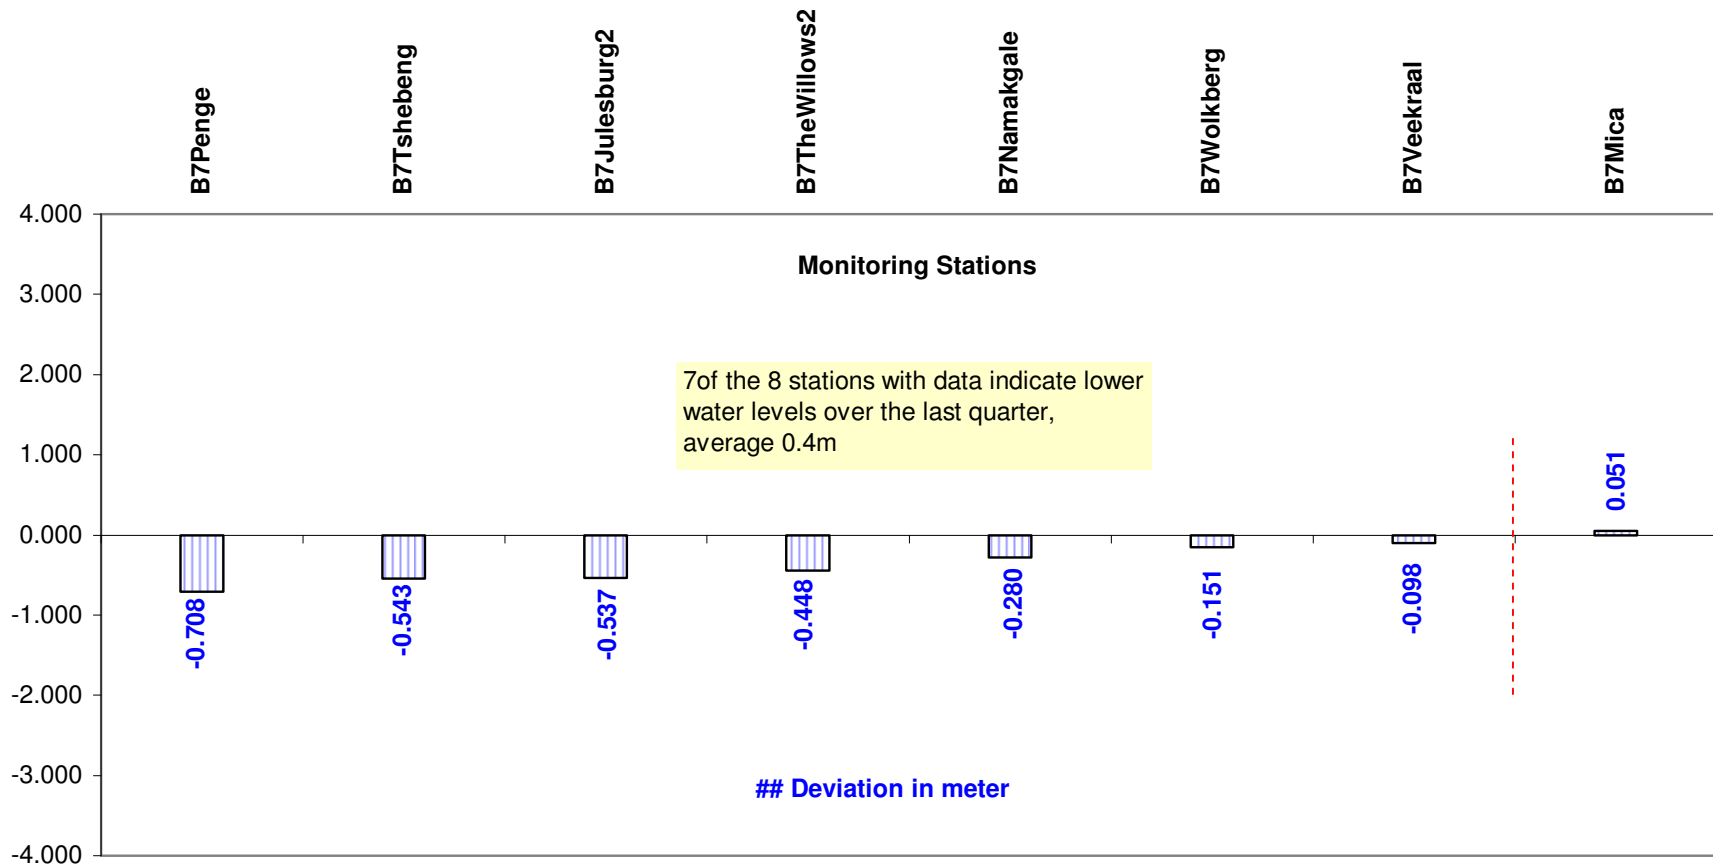 B7Penge
B7Tshebeng
B7Julesburg2
B7TheWillows2
B7Namakgale
B7Wolkberg
B7Veekraal
B7Mica
4.000
3.000
2.000
1.000
0.000
-1.000
-2.000
-3.000
-4.000
Monitoring Stations
7of the 8 stations with data indicate lower
water levels over the last quarter,
average 0.4m
-0.708
-0.543
-0.537
-0.448
-0.280
-0.151
-0.098
0.051
## Deviation in meter